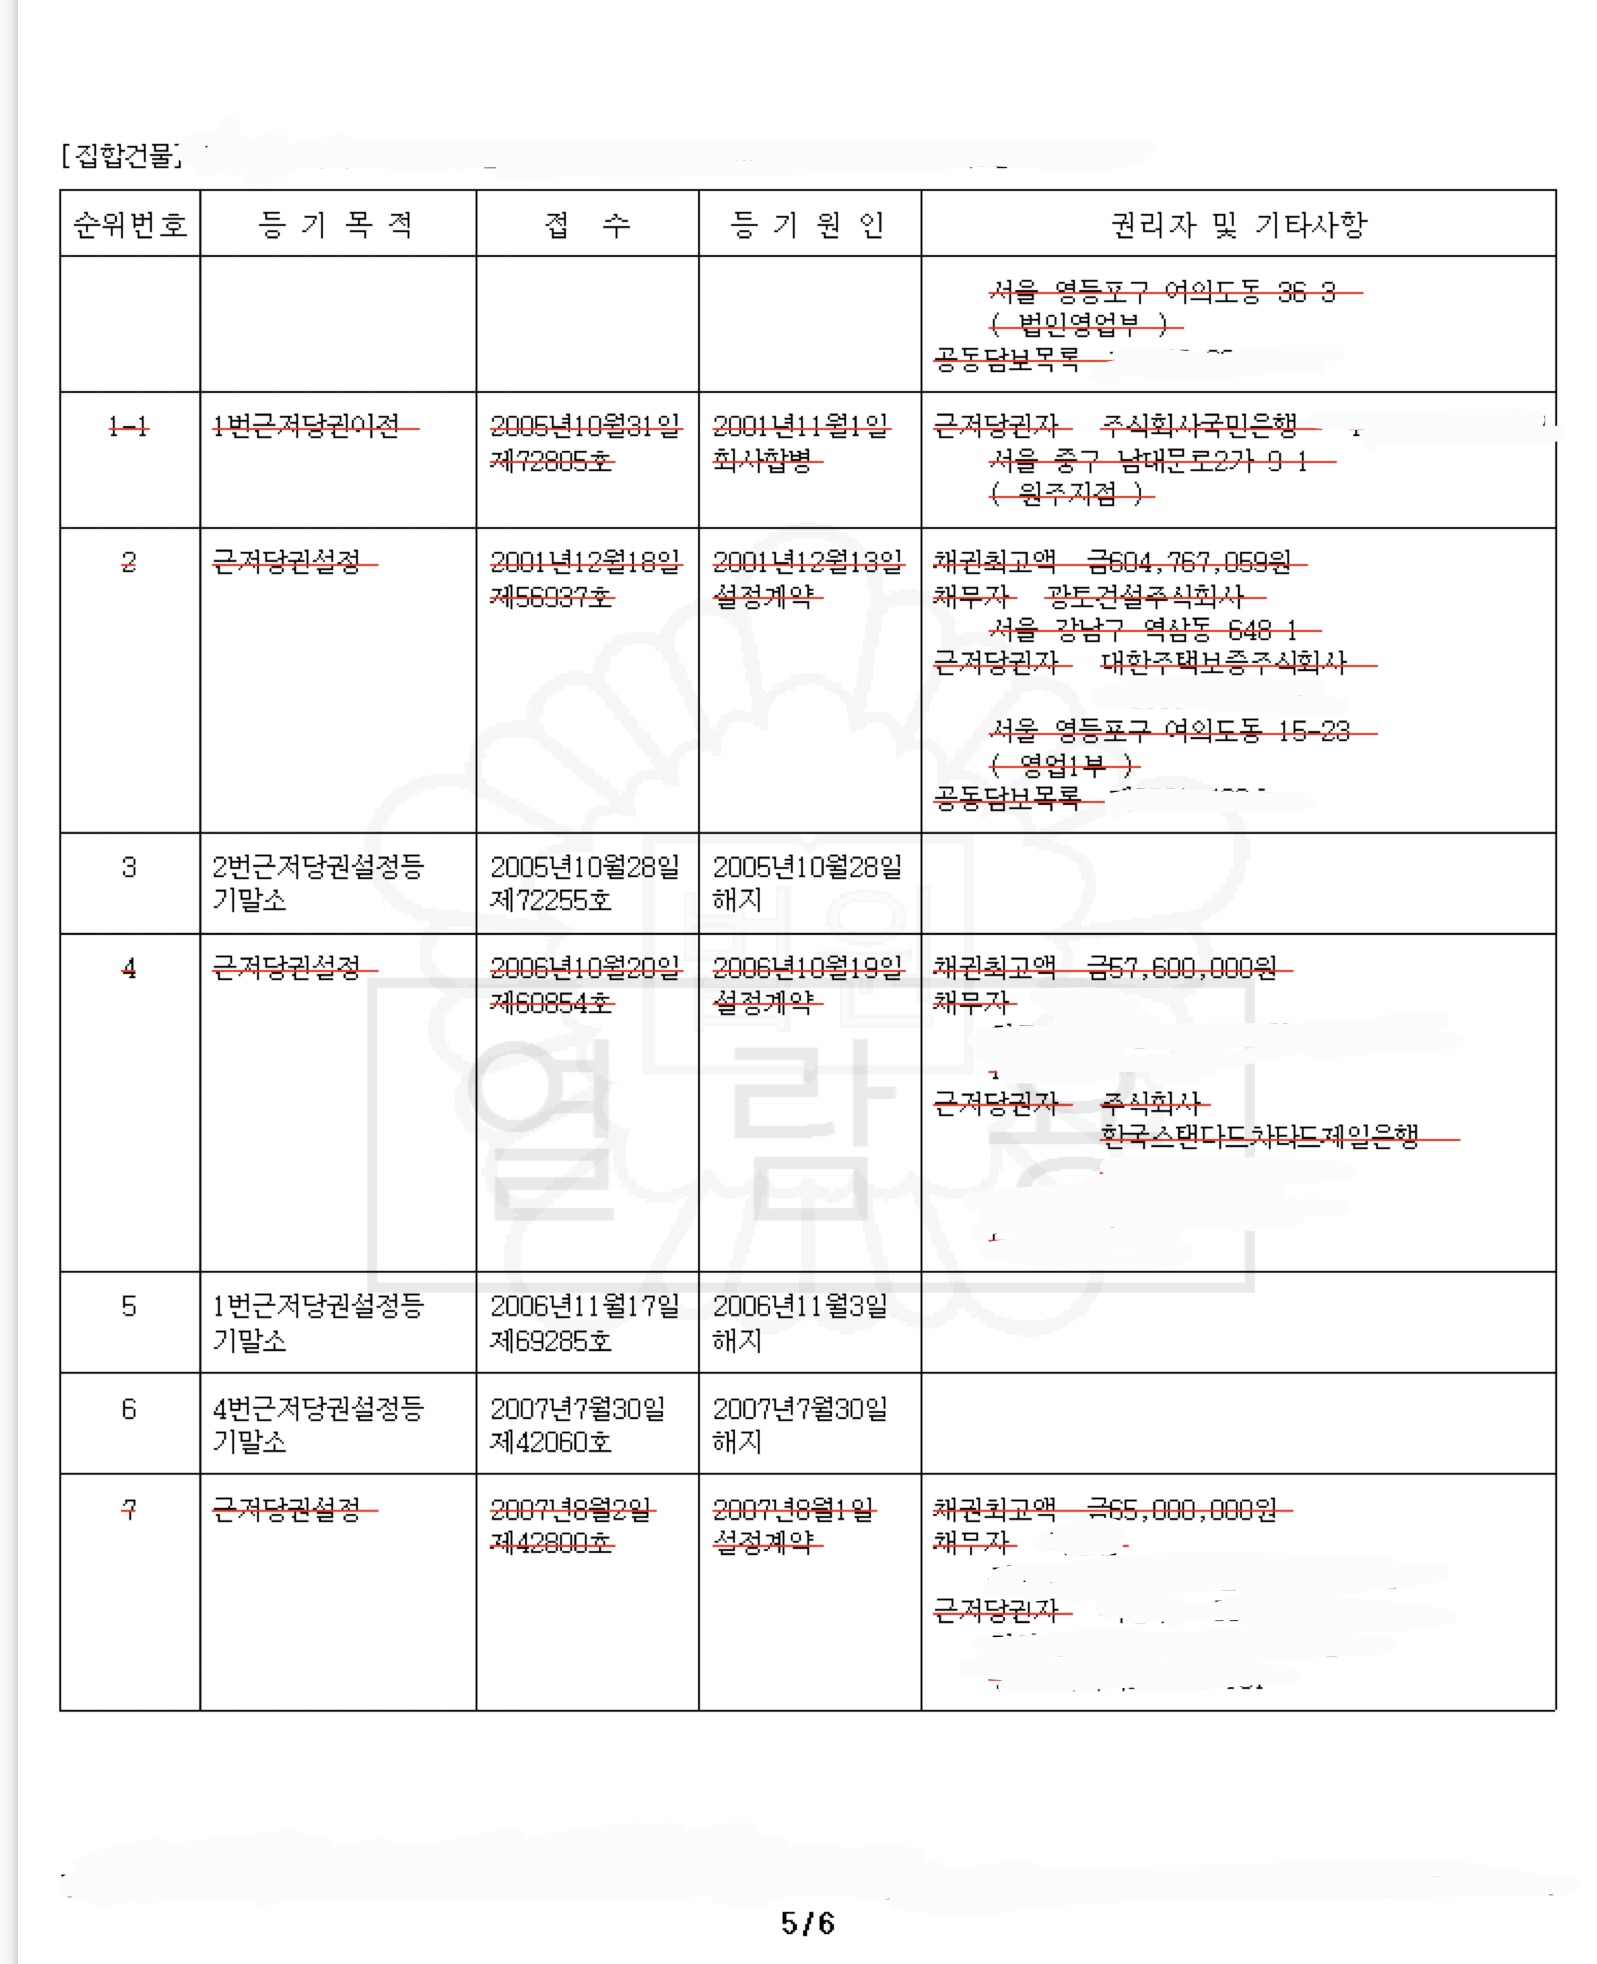 [집합건물]
순위번호 등 기 목 적 접 수 등 기 원 인 권리자 및 기타사항
서울 영등포구 여의도동 36-3
( 법인영업부 )
공동담보목록
1-1 1번근저당권이전 2005년10월31일 2001년11월1일 근저당권자 주식회사국민은행
제72805호 회사합병 서울 중구 남대문로2가 9-1
( 원주지점 )
2 근저당권설정 2001년12월18일 2001년12월13일 채권최고액 금604,767,059원
제56937호 설정계약 채무자 광토건설주식회사
서울 강남구 역삼동 648-1
근저당권자 대한주택보증주식회사
서울 영등포구 여의도동 15-23
( 영업1부 )
공동담보목록
3 2번근저당권설정등 2005년10월28일 2005년10월28일
기말소 제72255호 해지
4 근저당권설정 2006년10월20일 2006년10월19일 채권최고액 금57,600,000원
제60854호 설정계약 채무자
근저당권자 주식회사
한국스탠다드차타드제일은행
5 1번근저당권설정등 2006년11월17일 2006년11월3일
기말소 제69285호 해지
6 4번근저당권설정등 2007년7월30일 2007년7월30일
기말소 제42060호 해지
7 근저당권설정 2007년8월2일 2007년8월1일 채권최고액 금65,000,000원
제42800호 설정계약 채무자
근저당권자
열람
5/6